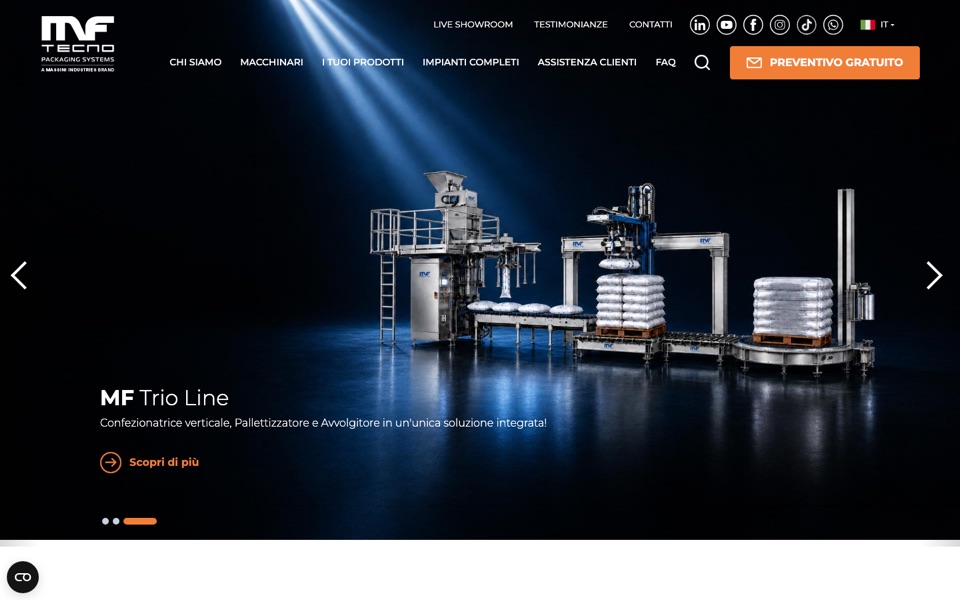 MF
TECNO
PACKAGING SYSTEMS
A MASSINI INDUSTRIES BRAND
LIVE SHOWROOM
TESTIMONIANZE
CONTATTI
IT
CHI SIAMO
MACCHINARI
I TUOI PRODOTTI
IMPIANTI COMPLETI
ASSISTENZA CLIENTI
FAQ
PREVENTIVO GRATUITO
MF Trio Line
Confezionatrice verticale, Pallettizzatore e Avvolgitore in un'unica soluzione integrata!
Scopri di più